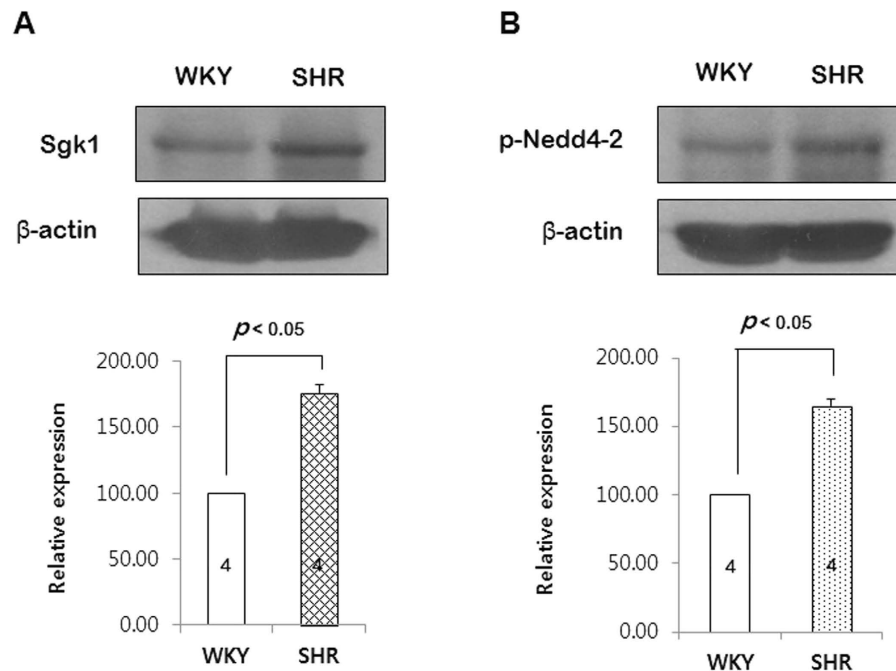 A
WKY SHR
Sgk1
β-actin
p< 0.05
200.00
150.00
100.00
50.00
0.00
Relative expression
4 4
WKY SHR
B
WKY SHR
p-Nedd4-2
β-actin
p< 0.05
200.00
150.00
100.00
50.00
0.00
Relative expression
4 4
WKY SHR